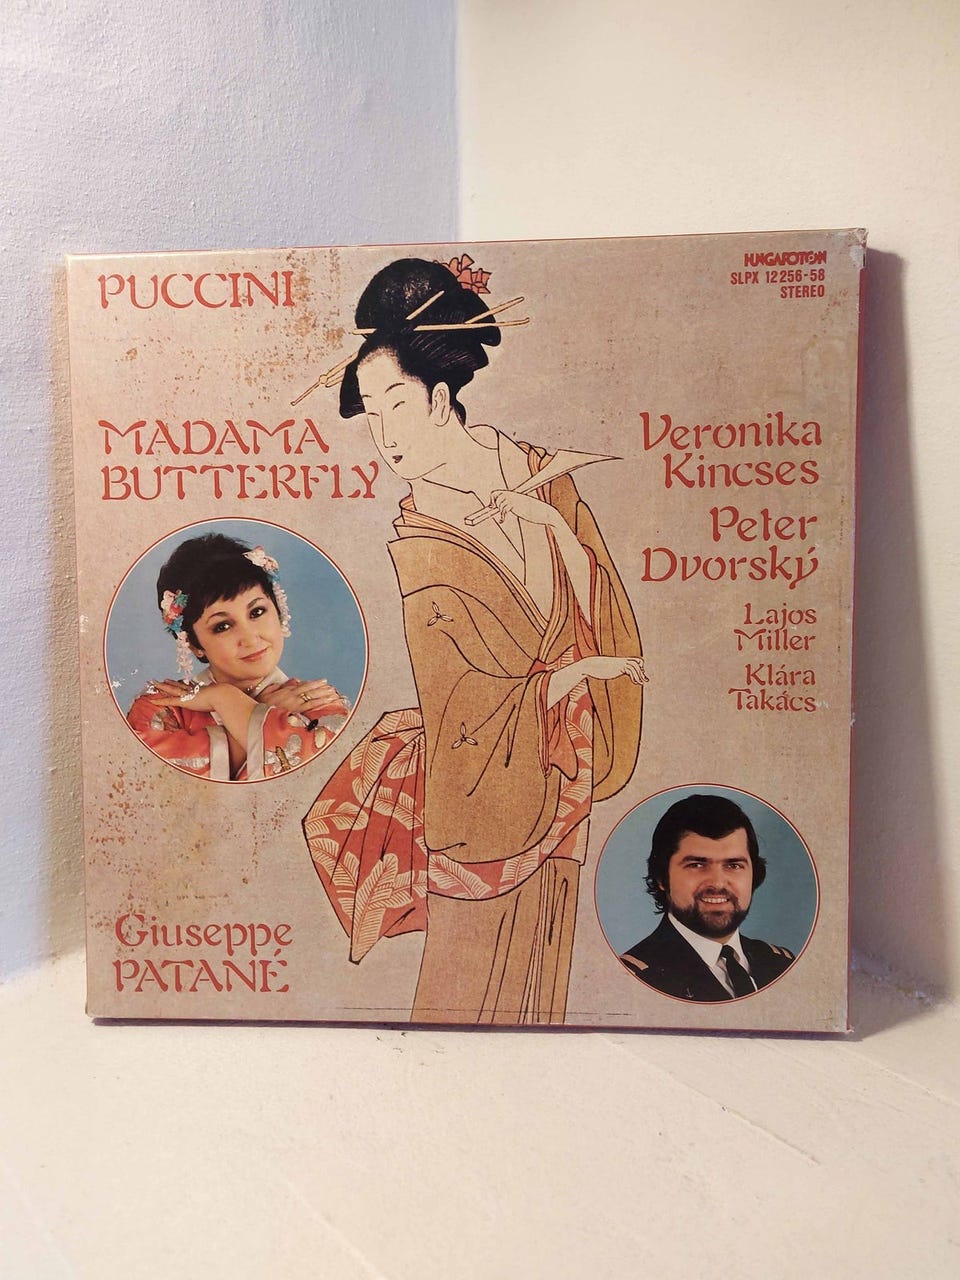 PUCCINI
HUNGAROTON
SLPX 12256-58
STEREO
MADAMA
BUTTERFLY
Veronika
Kincses
Peter
Dvorský
Lajos
Miller
Klára
Takács
Giuseppe
PATANÉ